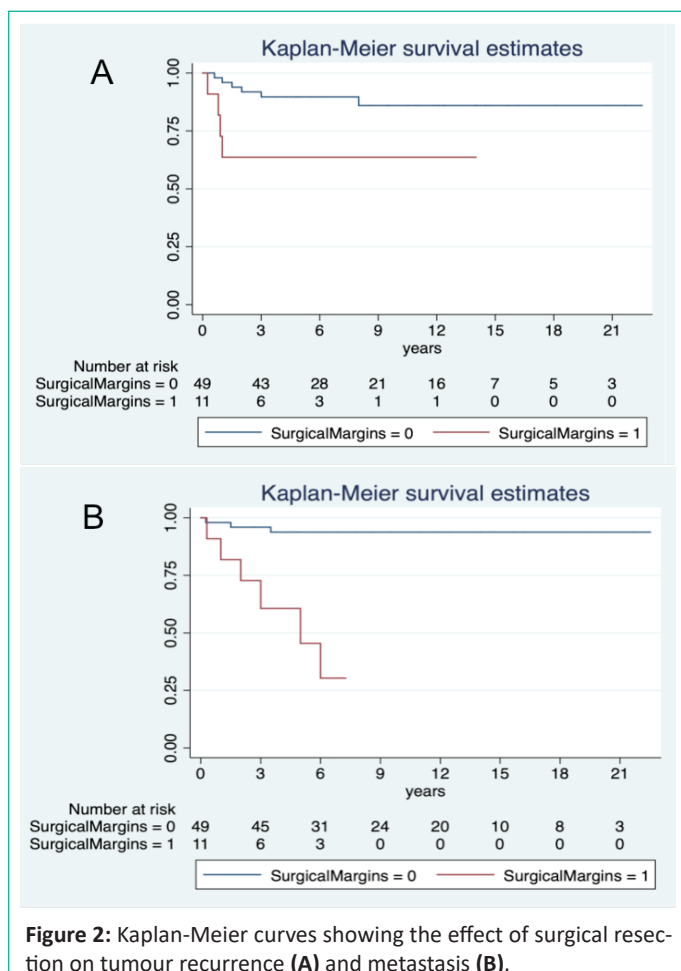 A
Kaplan-Meier survival estimates
1.00
0.75
0.50
0.25
0.00
0 3 6 9 12 15 18 21
years
Number at risk
SurgicalMargins = 0 49 43 28 21 16 7 5 3
SurgicalMargins = 1 11 6 3 1 1 0 0 0
SurgicalMargins = 0 SurgicalMargins = 1
B
Kaplan-Meier survival estimates
1.00
0.75
0.50
0.25
0.00
0 3 6 9 12 15 18 21
years
Number at risk
SurgicalMargins = 0 49 45 31 24 20 10 8 3
SurgicalMargins = 1 11 6 3 0 0 0 0 0
SurgicalMargins = 0 SurgicalMargins = 1
Figure 2: Kaplan-Meier curves showing the effect of surgical resec-
tion on tumour recurrence (A) and metastasis (B).